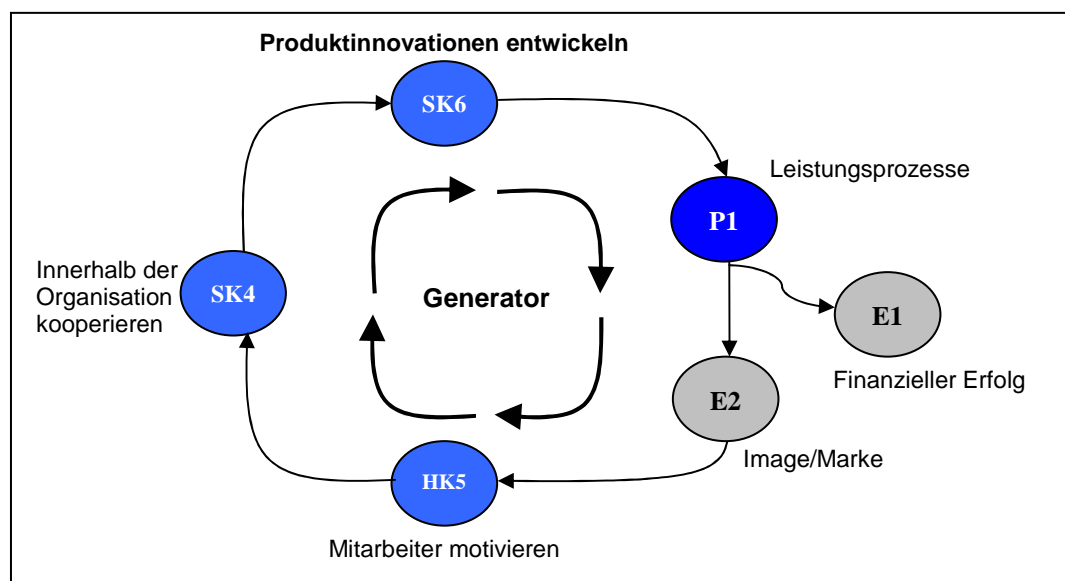 Produktinnovationen entwickeln
SK6
Leistungsprozesse
P1
Innerhalb der
Organisation
kooperieren
SK4
Generator
E1
Finanzieller Erfolg
E2
Image/Marke
HK5
Mitarbeiter motivieren